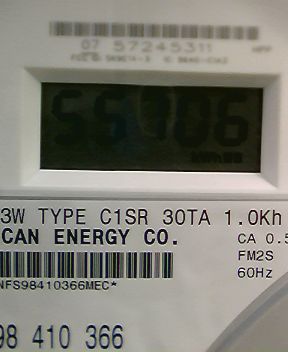 07 57245311
55706
3W TYPE C1SR 30TA 1.0Kh
CAN ENERGY CO.
CA 0.5
FM2S
60Hz
NFS98410366MEC*
98 410 366